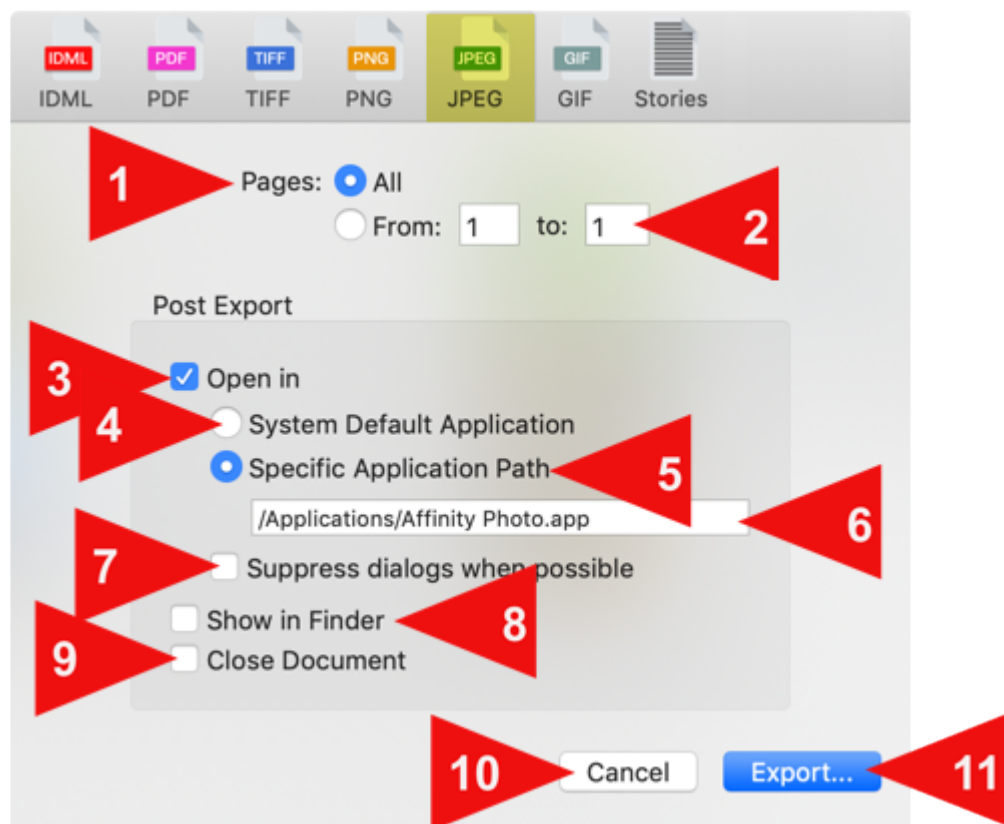 IDML PDF TIFF PNG JPEG GIF
IDML PDF TIFF PNG JPEG GIF Stories
1 Pages: All
From: 1 to: 1 2
Post Export
3 Open in
4 System Default Application
Specific Application Path 5
/Applications/Affinity Photo.app 6
7 Suppress dialogs when possible
Show in Finder 8
9 Close Document
10 Cancel Export... 11